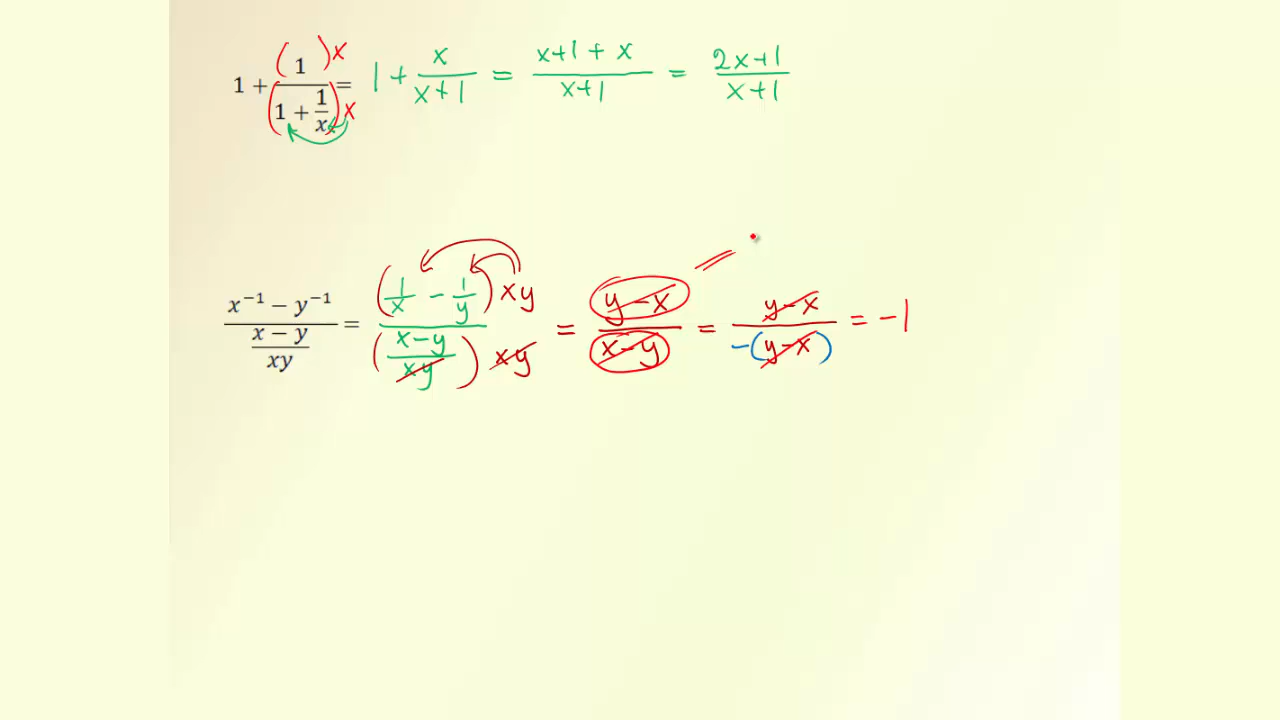 1 + (1)x / (1 + 1/x)x = 1 + x/(x+1) = (x+1+x)/(x+1) = (2x+1)/(x+1)
(x⁻¹ − y⁻¹)/((x − y)/xy) = ((1/x − 1/y)xy)/(((x−y)/xy)xy) = (y−x)/(x−y) = (y−x)/(−(y−x)) = −1